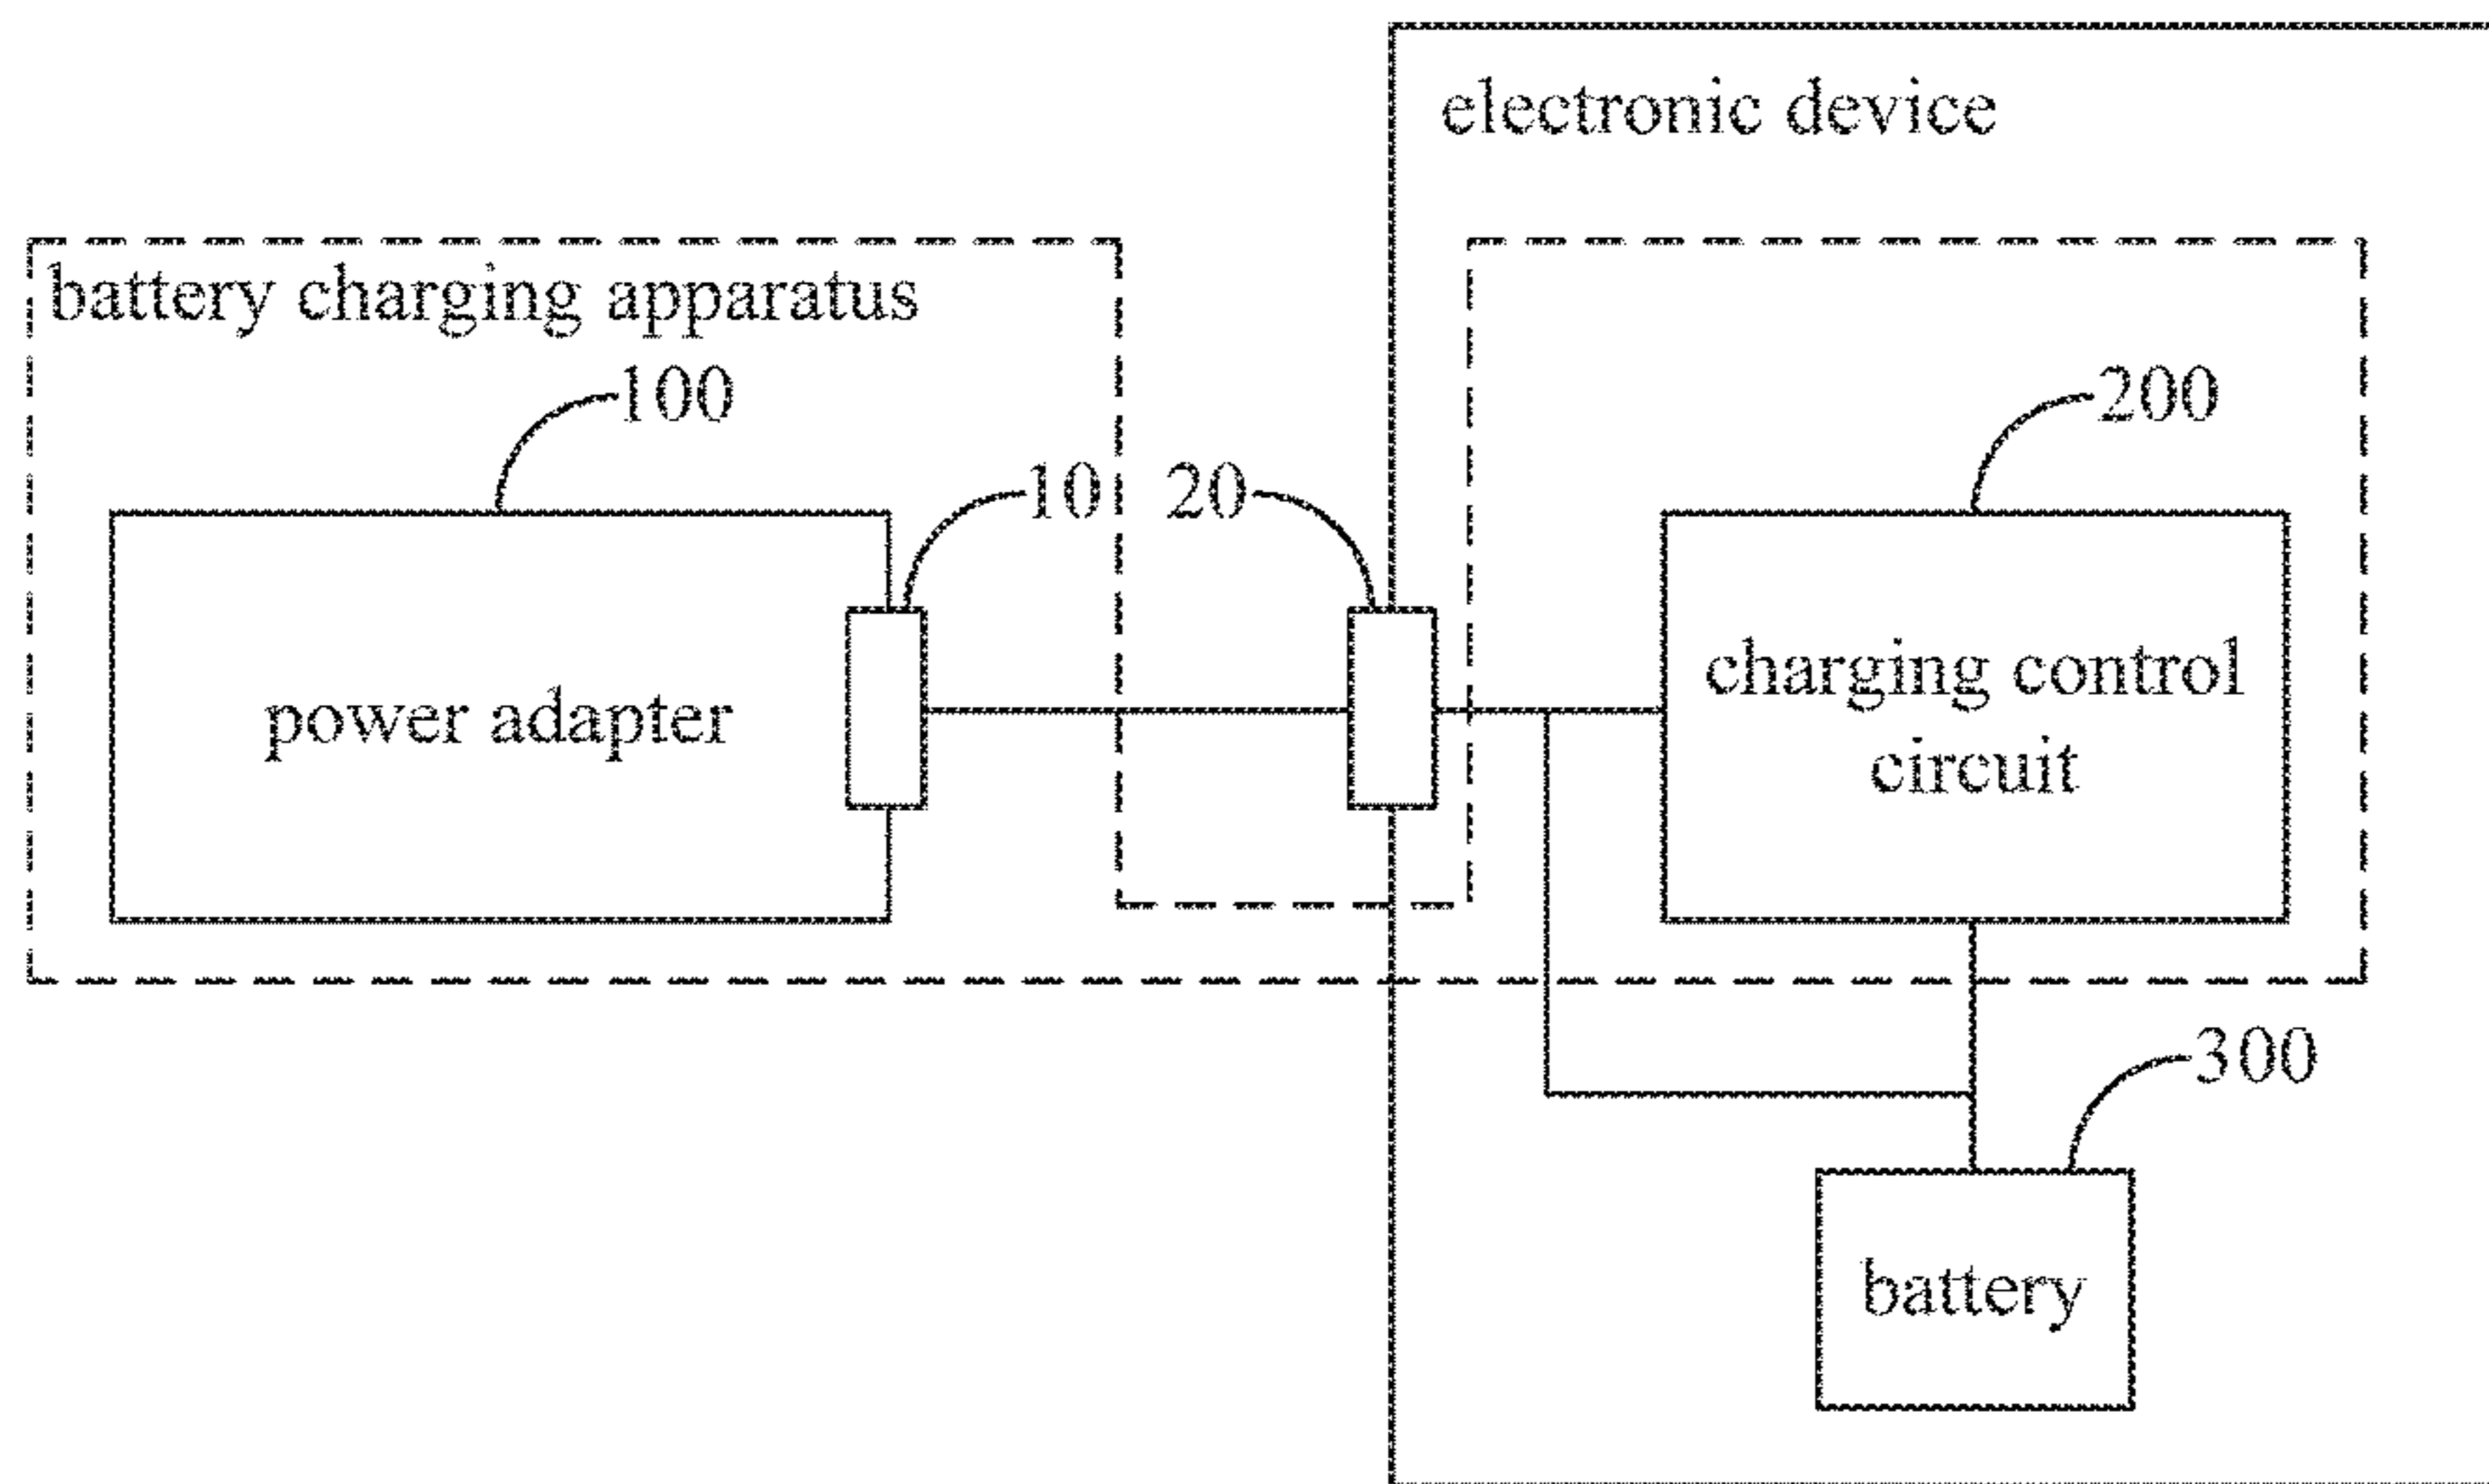 electronic device
battery charging apparatus
100
200
10
20
power adapter
charging control
circuit
300
battery